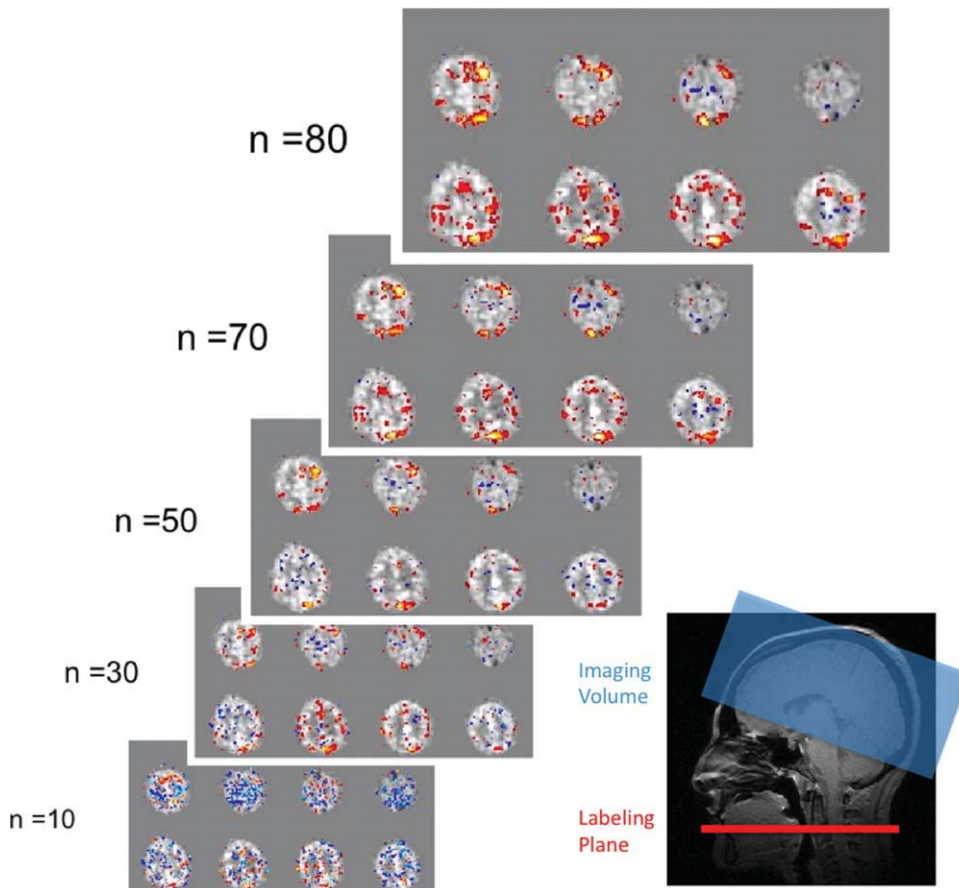 n =80
n =70
n =50
n =30
n =10
Imaging
Volume
Labeling
Plane